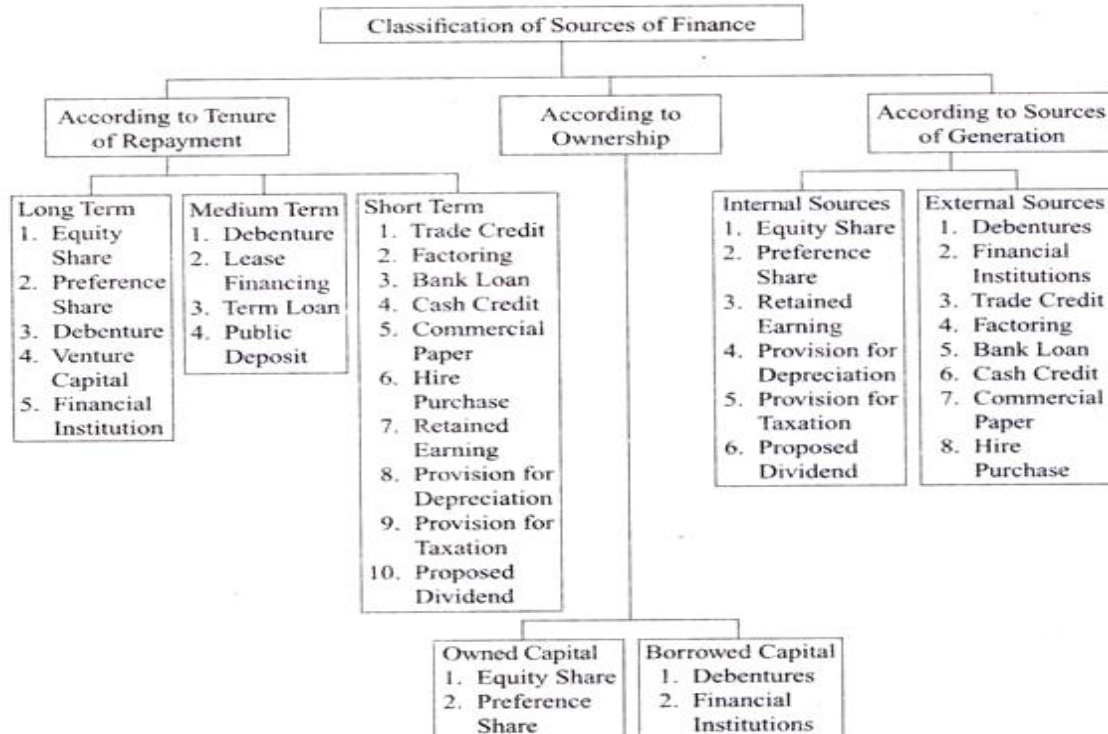 Classification of Sources of Finance
According to Tenure
of Repayment
According to
Ownership
According to Sources
of Generation
Long Term
1. Equity
Share
2. Preference
Share
3. Debenture
4. Venture
Capital
5. Financial
Institution
Medium Term
1. Debenture
2. Lease
Financing
3. Term Loan
4. Public
Deposit
Short Term
1. Trade Credit
2. Factoring
3. Bank Loan
4. Cash Credit
5. Commercial
Paper
6. Hire
Purchase
7. Retained
Earning
8. Provision for
Depreciation
9. Provision for
Taxation
10. Proposed
Dividend
Internal Sources
1. Equity Share
2. Preference
Share
3. Retained
Earning
4. Provision for
Depreciation
5. Provision for
Taxation
6. Proposed
Dividend
External Sources
1. Debentures
2. Financial
Institutions
3. Trade Credit
4. Factoring
5. Bank Loan
6. Cash Credit
7. Commercial
Paper
8. Hire
Purchase
Owned Capital
1. Equity Share
2. Preference
Share
Borrowed Capital
1. Debentures
2. Financial
Institutions